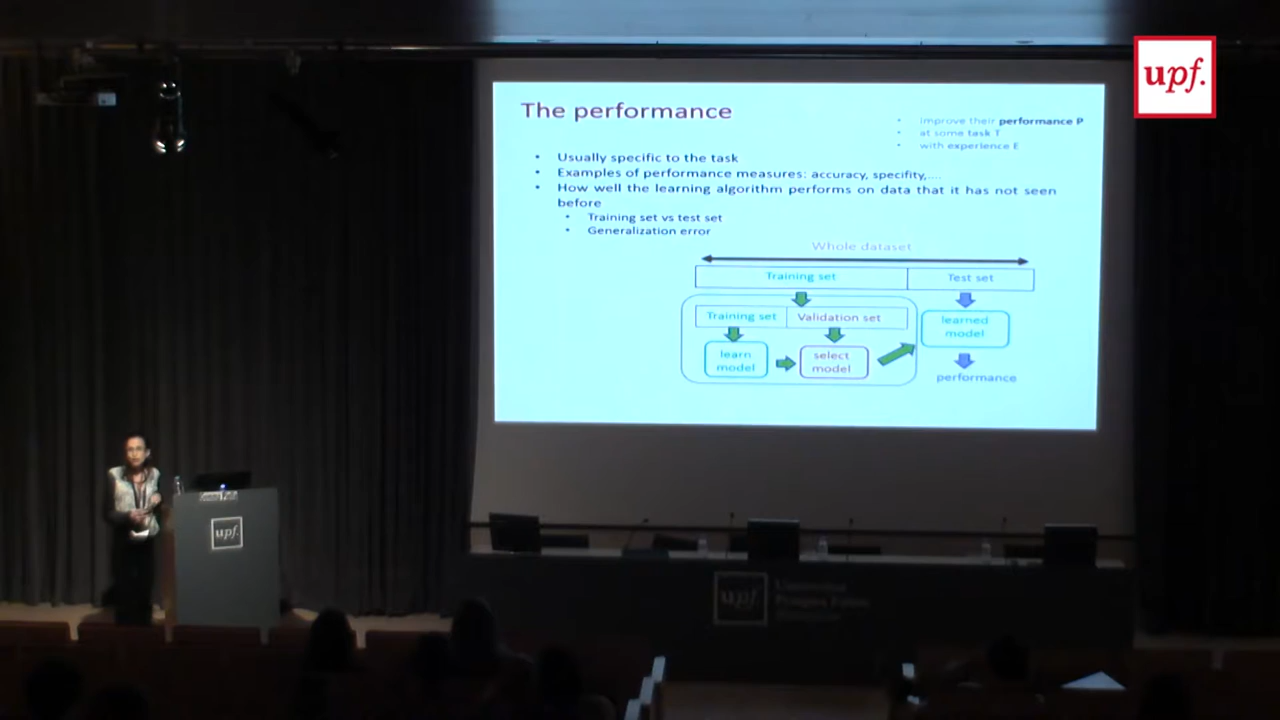 upf.
The performance
• improve their performance P
• at some task T
• with experience E
• Usually specific to the task
• Examples of performance measures: accuracy, specificity,....
• How well the learning algorithm performs on data that it has not seen
before
• Training set vs test set
• Generalization error
Whole dataset
Training set
Test set
Training set
Validation set
learned
model
learn
model
select
model
performance
upf.
upf.